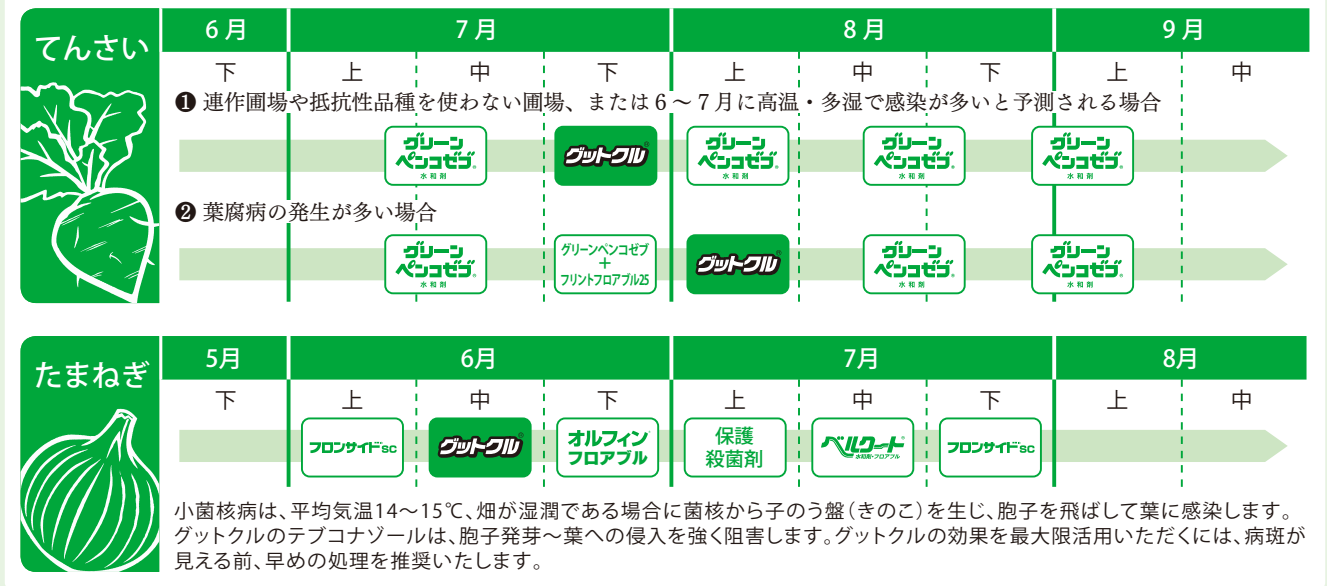 てんさい
6月 7月 8月 9月
下 上 中 下 上 中 下 上 中
❶ 連作圃場や抵抗性品種を使わない圃場、または6～7月に高温・多湿で感染が多いと予測される場合
グリーン
ペンコゼブ®
水和剤
グットクル®
グリーン
ペンコゼブ®
水和剤
グリーン
ペンコゼブ®
水和剤
グリーン
ペンコゼブ®
水和剤
❷ 葉腐病の発生が多い場合
グリーン
ペンコゼブ®
水和剤
グリーンペンコゼブ
+
フリントフロアブル25
グットクル®
グリーン
ペンコゼブ®
水和剤
グリーン
ペンコゼブ®
水和剤
たまねぎ
5月 6月 7月 8月
下 上 中 下 上 中 下 上 中
フロンサイドSC
グットクル®
オルフィン
フロアブル
保護
殺菌剤
ベルクート®
水和剤・フロアブル
フロンサイドSC
小菌核病は、平均気温14～15℃、畑が湿潤である場合に菌核から子のう盤（きのこ）を生じ、胞子を飛ばして葉に感染します。
グットクルのテブコナゾールは、胞子発芽～葉への侵入を強く阻害します。グットクルの効果を最大限活用いただくには、病斑が
見える前、早めの処理を推奨いたします。